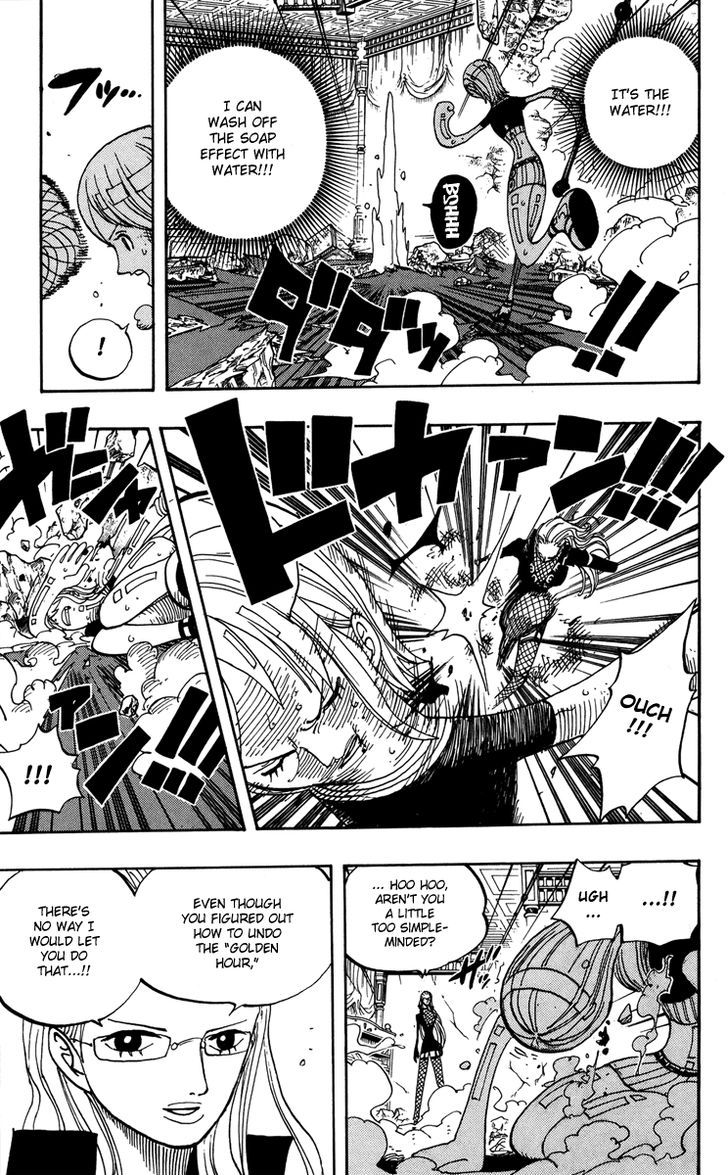 IT'S THE
WATER!!!
I CAN
WASH OFF
THE SOAP
EFFECT WITH
WATER!!!
BSHHH
ダダダッ
!!
フッ...
!
ドカァン!!!
OUCH
!!!
ガシャ
アァン!!!
!!!
...!!
UGH
...
... HOO HOO,
AREN'T YOU
A LITTLE
TOO SIMPLE-
MINDED?
EVEN THOUGH
YOU FIGURED OUT
HOW TO UNDO
THE "GOLDEN
HOUR,"
THERE'S
NO WAY I
WOULD LET
YOU DO
THAT...!!